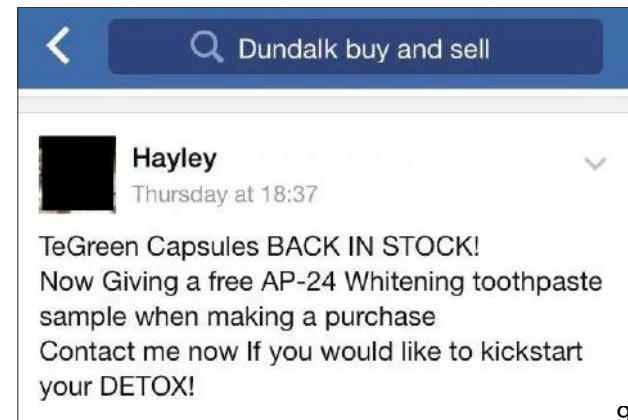 Dundalk buy and sell
Hayley
Thursday at 18:37
TeGreen Capsules BACK IN STOCK!
Now Giving a free AP-24 Whitening toothpaste
sample when making a purchase
Contact me now If you would like to kickstart
your DETOX!